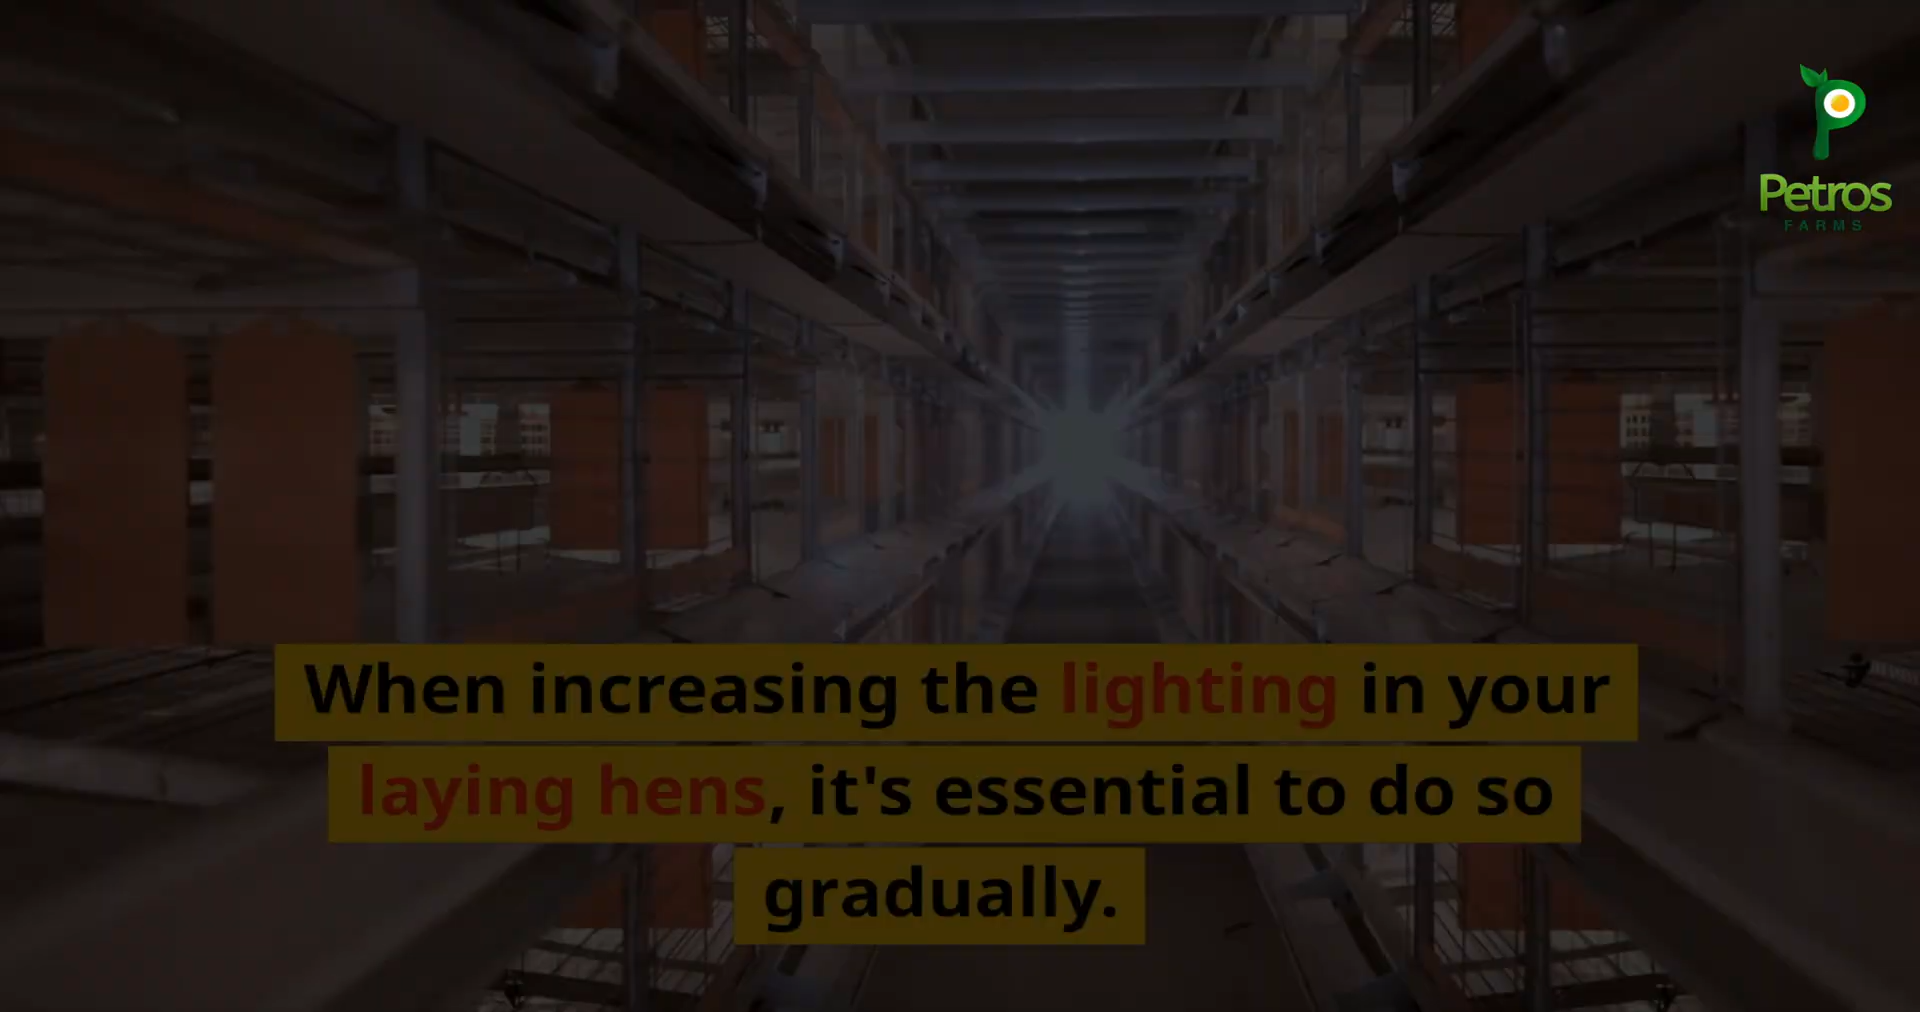 Petros
FARMS
When increasing the lighting in your
laying hens, it's essential to do so
gradually.